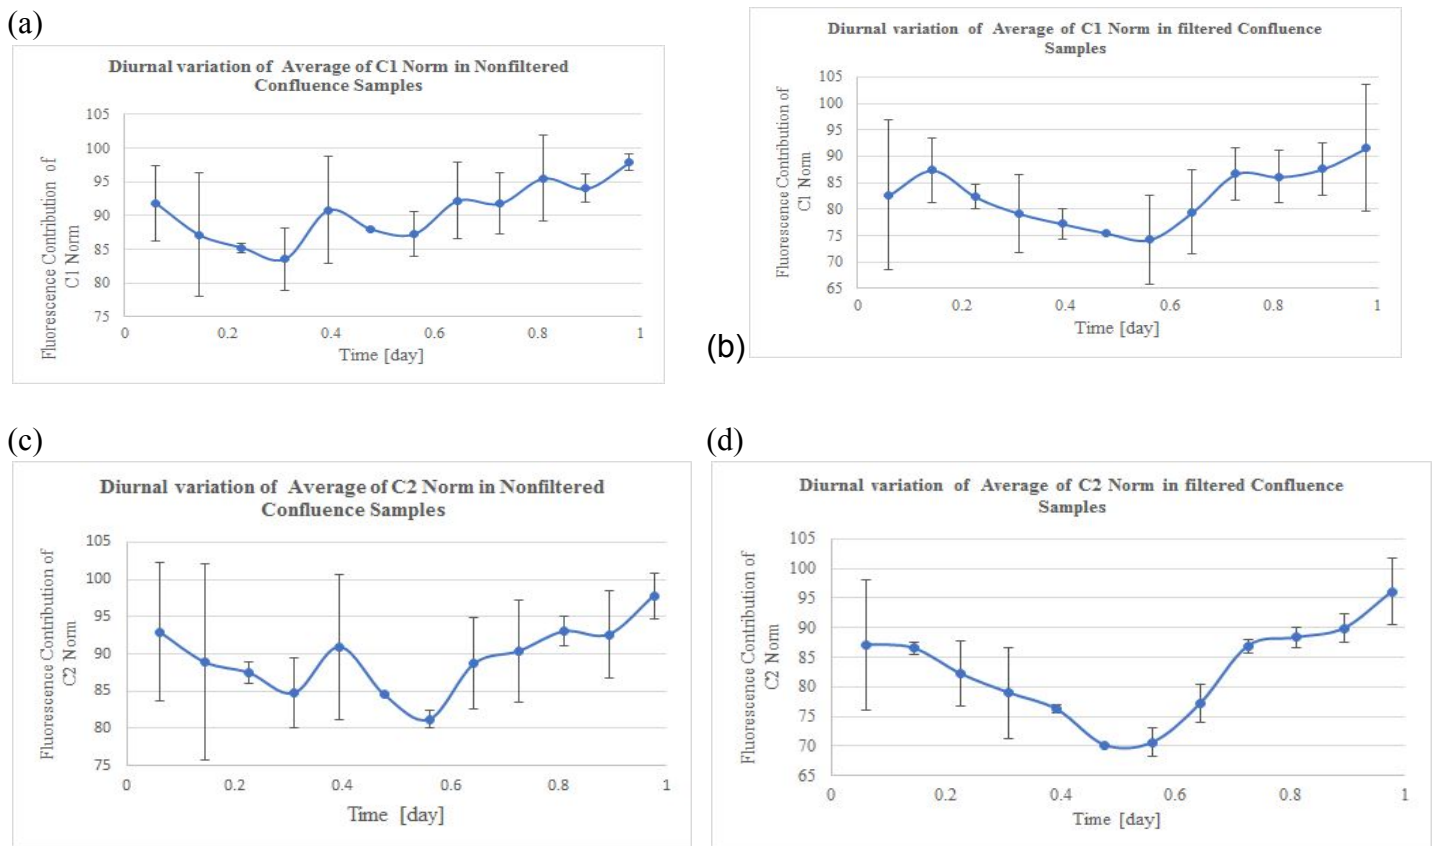 (a)
Diurnal variation of Average of C1 Norm in Nonfiltered
Confluence Samples
Fluorescence Contribution of
C1 Norm
105
100
95
90
85
80
75
0
0.2
0.4
0.6
0.8
1
Time [day]
(b)
Diurnal variation of Average of C1 Norm in filtered Confluence
Samples
Fluorescence Contribution of
C1 Norm
105
100
95
90
85
80
75
70
65
0
0.2
0.4
0.6
0.8
1
Time [day]
(c)
Diurnal variation of Average of C2 Norm in Nonfiltered
Confluence Samples
Fluorescence Contribution of
C2 Norm
105
100
95
90
85
80
75
0
0.2
0.4
0.6
0.8
1
Time [day]
(d)
Diurnal variation of Average of C2 Norm in filtered Confluence
Samples
Fluorescence Contribution of
C2 Norm
105
100
95
90
85
80
75
70
65
0
0.2
0.4
0.6
0.8
1
Time [day]